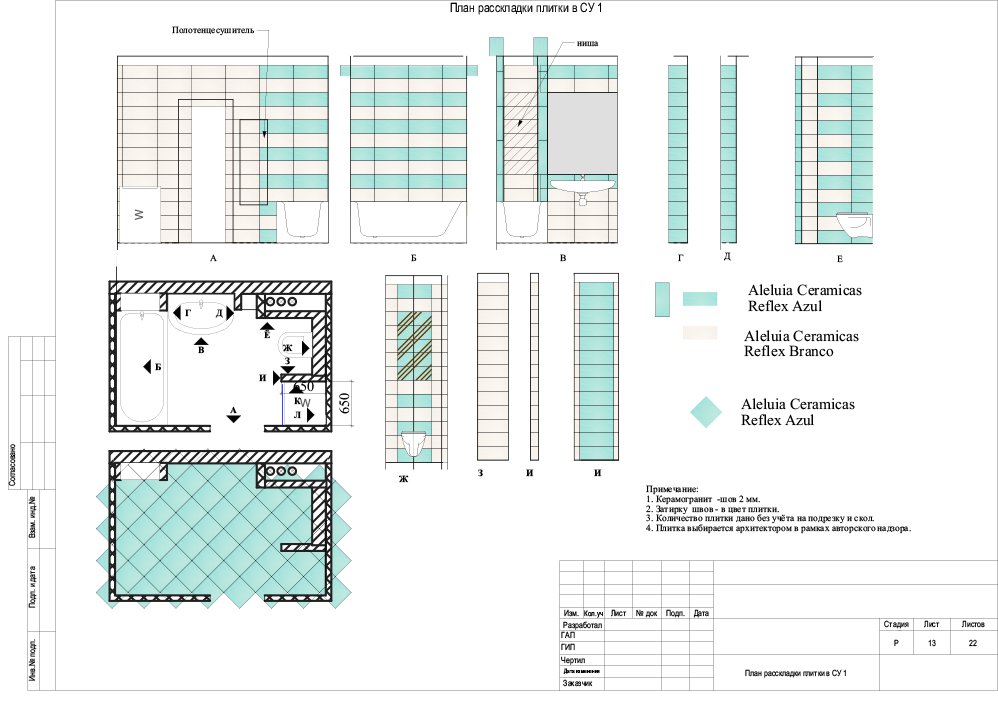 План расскладки плитки в СУ 1
Полотенцесушитель
ниша
W
А
Б
В
Г
Д
Е
Г
Д
В
Е
Ж
З
Б
И
650
К
W
Л
650
А
Ж
З
И
И
Aleluia Ceramicas
Reflex Azul
Aleluia Ceramicas
Reflex Branco
Aleluia Ceramicas
Reflex Azul
Примечание:
1. Керамогранит -шов 2 мм.
2. Затирку швов - в цвет плитки.
3. Количество плитки дано без учёта на подрезку и скол.
4. Плитка выбирается архитектором в рамках авторского надзора.
Согласовано
Взам. инд.№
Подп. и дата
Инв.№ подл.
Изм. Кол.уч Лист № док Подп. Дата
Разработал
ГАП
ГИП
Чертил
Дата изменения
Заказчик
Стадия Лист Листов
Р 13 22
План расскладки плитки в СУ 1